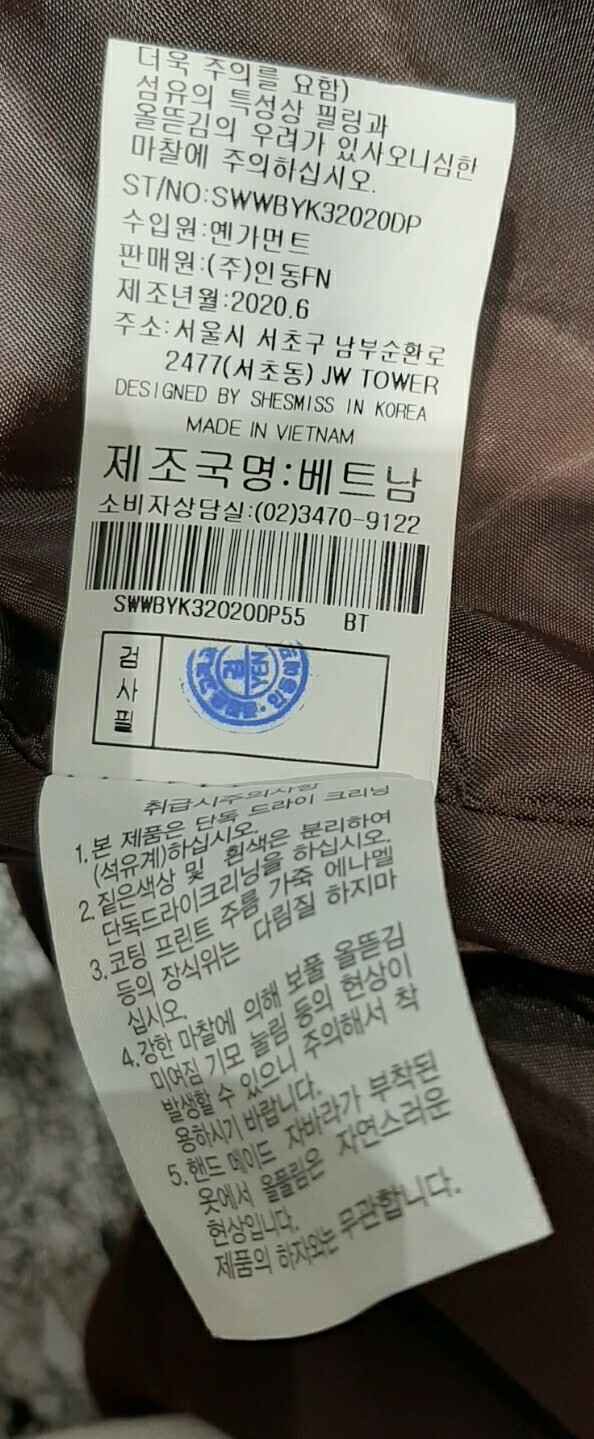 더욱 주의를 요함)
섬유의 특성상 필링과
올뜯김의 우려가 있사오니심한
마찰에 주의하십시오.
ST/NO:SWWBYK32020DP
수입원:옌가먼트
판매원:(주)인동FN
제조년월:2020.6
주소:서울시 서초구 남부순환로
2477(서초동) JW TOWER
DESIGNED BY SHESMISS IN KOREA
MADE IN VIETNAM
제조국명:베트남
소비자상담실:(02)3470-9122
SWWBYK32020DP55 BT
검사필
YEN
취급시주의사항
1.본 제품은 단독 드라이 크리닝
(석유계)하십시오.
2.짙은색상 및 흰색은 분리하여
단독드라이크리닝을 하십시오.
3.코팅 프린트 주름 가죽 에나멜
등의 장식위는 다림질 하지마
십시오.
4.강한 마찰에 의해 보풀 올뜯김
미여짐 기모 눌림 등의 현상이
발생할 수 있으니 주의해서 착
용하시기 바랍니다.
5.핸드 메이드 자바라가 부착된
옷에서 올풀림은 자연스러운
현상입니다.
제품의 하자와는 무관합니다.